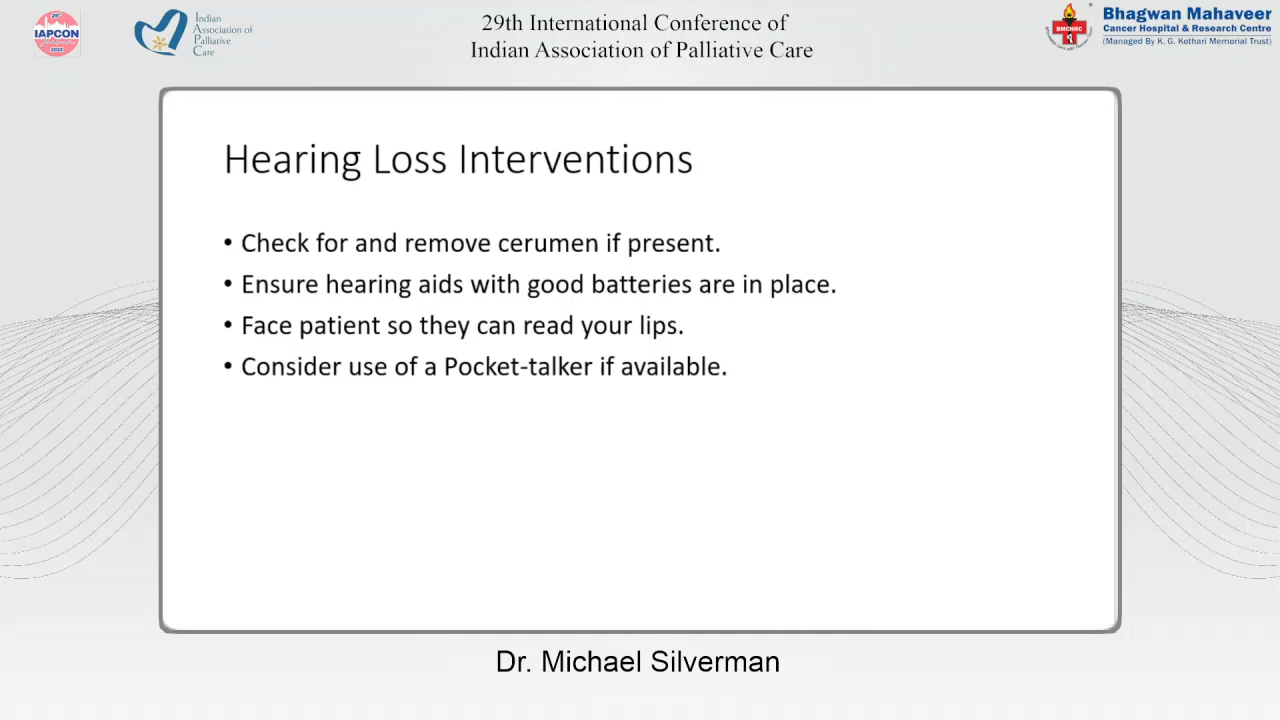 29th
IAPCON
2022
Indian
Association of
Palliative
Care
29th International Conference of
Indian Association of Palliative Care
BMCHRC
Bhagwan Mahaveer
Cancer Hospital & Research Centre
(Managed By K. G. Kothari Memorial Trust)
Hearing Loss Interventions
• Check for and remove cerumen if present.
• Ensure hearing aids with good batteries are in place.
• Face patient so they can read your lips.
• Consider use of a Pocket-talker if available.
Dr. Michael Silverman